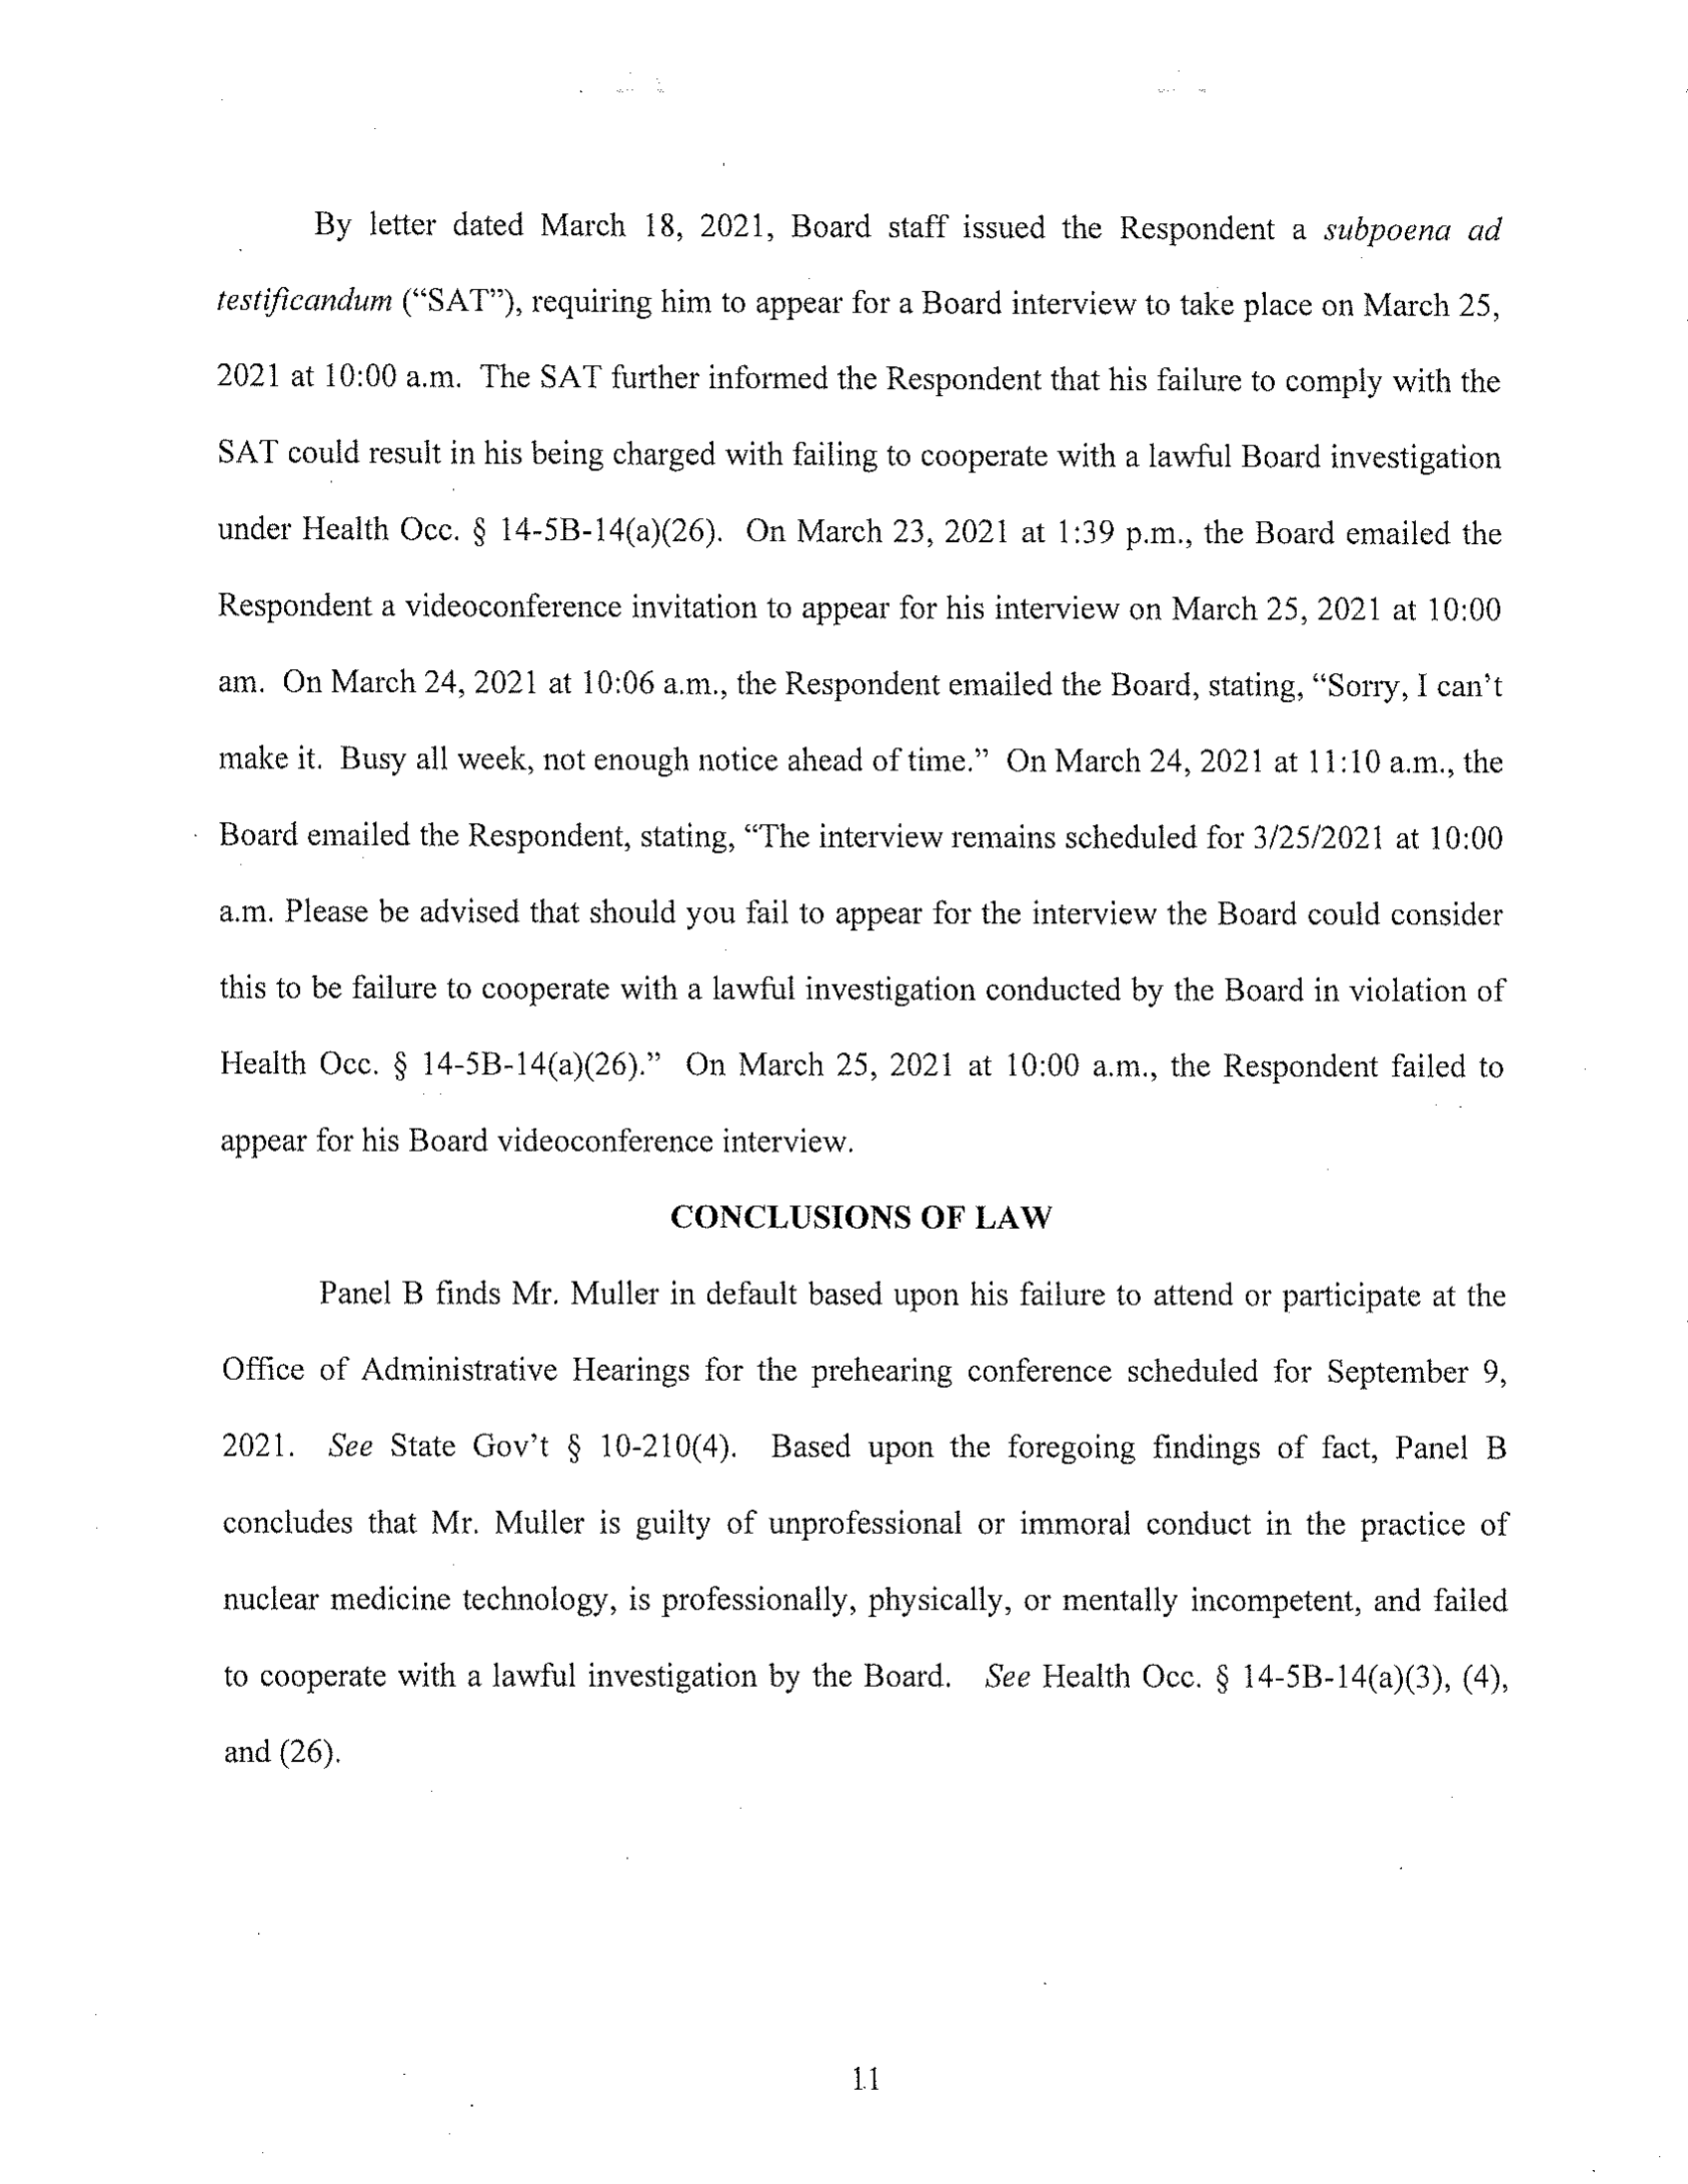 By letter dated March 18, 2021, Board staff issued the Respondent a subpoena ad
testificandum (“SAT”), requiring him to appear for a Board interview to take place on March 25,
2021 at 10:00 a.m. The SAT further informed the Respondent that his failure to comply with the
SAT could result in his being charged with failing to cooperate with a lawful Board investigation
under Health Occ. § 14-5B-14(a)(26). On March 23, 2021 at 1:39 p.m., the Board emailed the
Respondent a videoconference invitation to appear for his interview on March 25, 2021 at 10:00
am. On March 24, 2021 at 10:06 a.m., the Respondent emailed the Board, stating, “Sorry, I can’t
make it. Busy all week, not enough notice ahead of time.” On March 24, 2021 at 11:10 a.m., the
Board emailed the Respondent, stating, “The interview remains scheduled for 3/25/2021 at 10:00
a.m. Please be advised that should you fail to appear for the interview the Board could consider
this to be failure to cooperate with a lawful investigation conducted by the Board in violation of
Health Occ. § 14-5B-14(a)(26).” On March 25, 2021 at 10:00 a.m., the Respondent failed to
appear for his Board videoconference interview.
CONCLUSIONS OF LAW
Panel B finds Mr. Muller in default based upon his failure to attend or participate at the
Office of Administrative Hearings for the prehearing conference scheduled for September 9,
2021. See State Gov’t § 10-210(4). Based upon the foregoing findings of fact, Panel B
concludes that Mr. Muller is guilty of unprofessional or immoral conduct in the practice of
nuclear medicine technology, is professionally, physically, or mentally incompetent, and failed
to cooperate with a lawful investigation by the Board. See Health Occ. § 14-5B-14(a)(3), (4),
and (26).
11